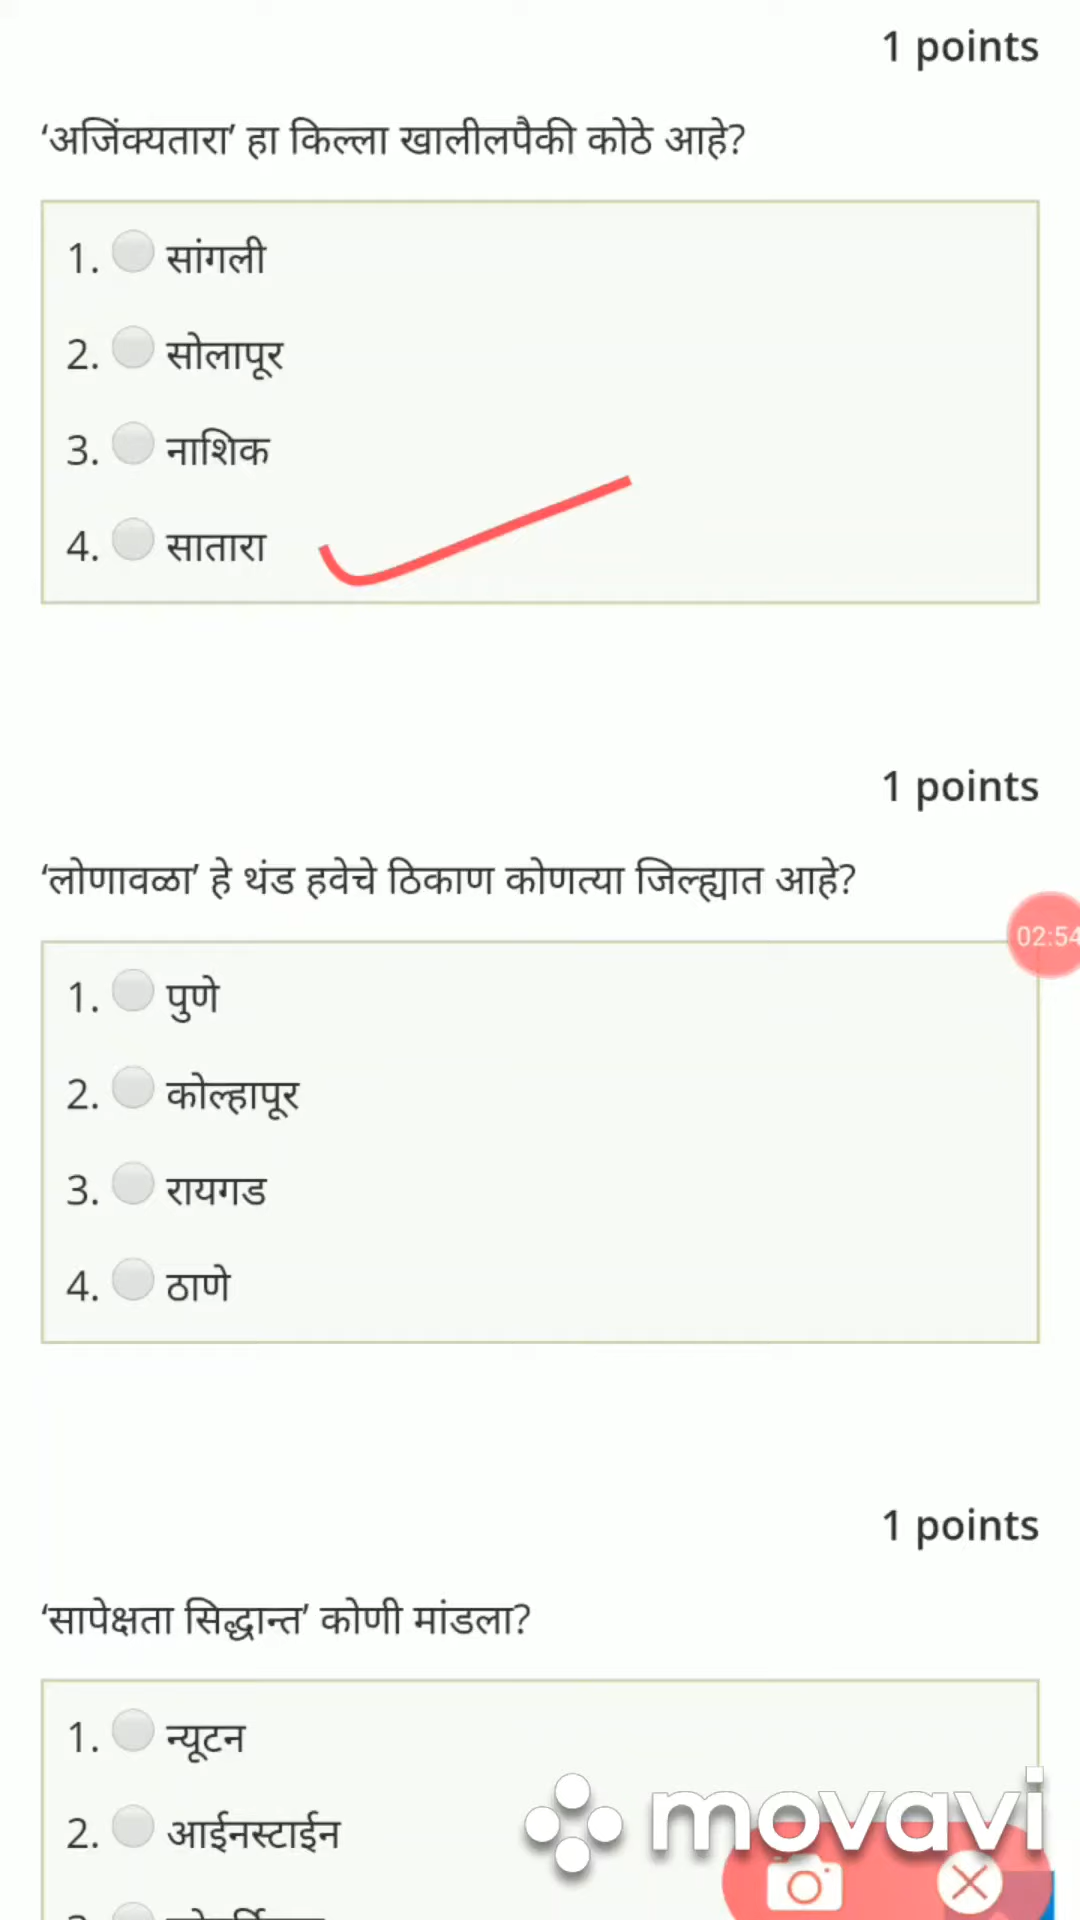 1 points
‘अजिंक्यतारा’ हा किल्ला खालीलपैकी कोठे आहे?
1. सांगली
2. सोलापूर
3. नाशिक
4. सातारा
1 points
‘लोणावळा’ हे थंड हवेचे ठिकाण कोणत्या जिल्ह्यात आहे?
02:54
1. पुणे
2. कोल्हापूर
3. रायगड
4. ठाणे
1 points
‘सापेक्षता सिद्धान्त’ कोणी मांडला?
1. न्यूटन
2. आईनस्टाईन
movavi